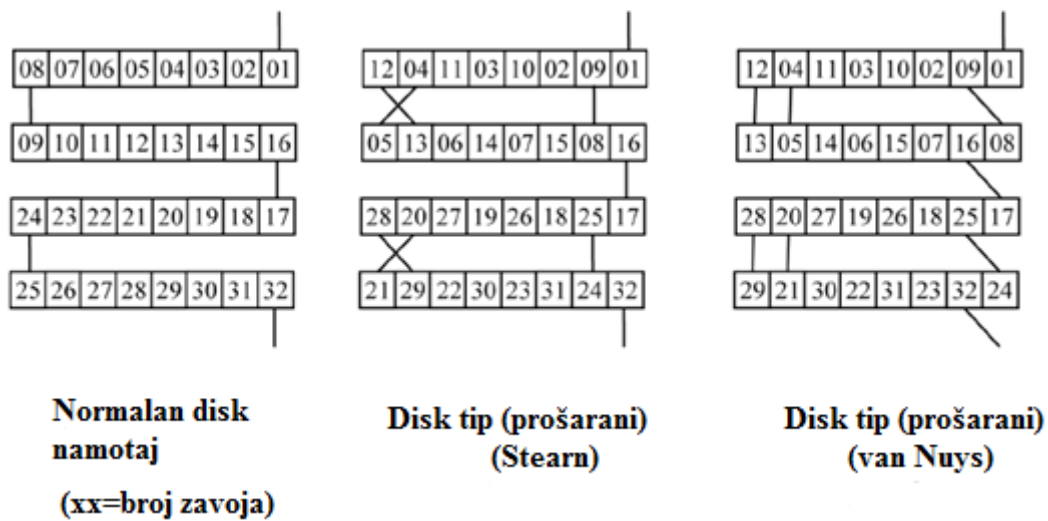 08 07 06 05 04 03 02 01
09 10 11 12 13 14 15 16
24 23 22 21 20 19 18 17
25 26 27 28 29 30 31 32
Normalan disk
namotaj
(xx=broj zavoja)
12 04 11 03 10 02 09 01
05 13 06 14 07 15 08 16
28 20 27 19 26 18 25 17
21 29 22 30 23 31 24 32
Disk tip (prošarani)
(Stearn)
12 04 11 03 10 02 09 01
13 05 14 06 15 07 16 08
28 20 27 19 26 18 25 17
29 21 30 22 31 23 32 24
Disk tip (prošarani)
(van Nuys)